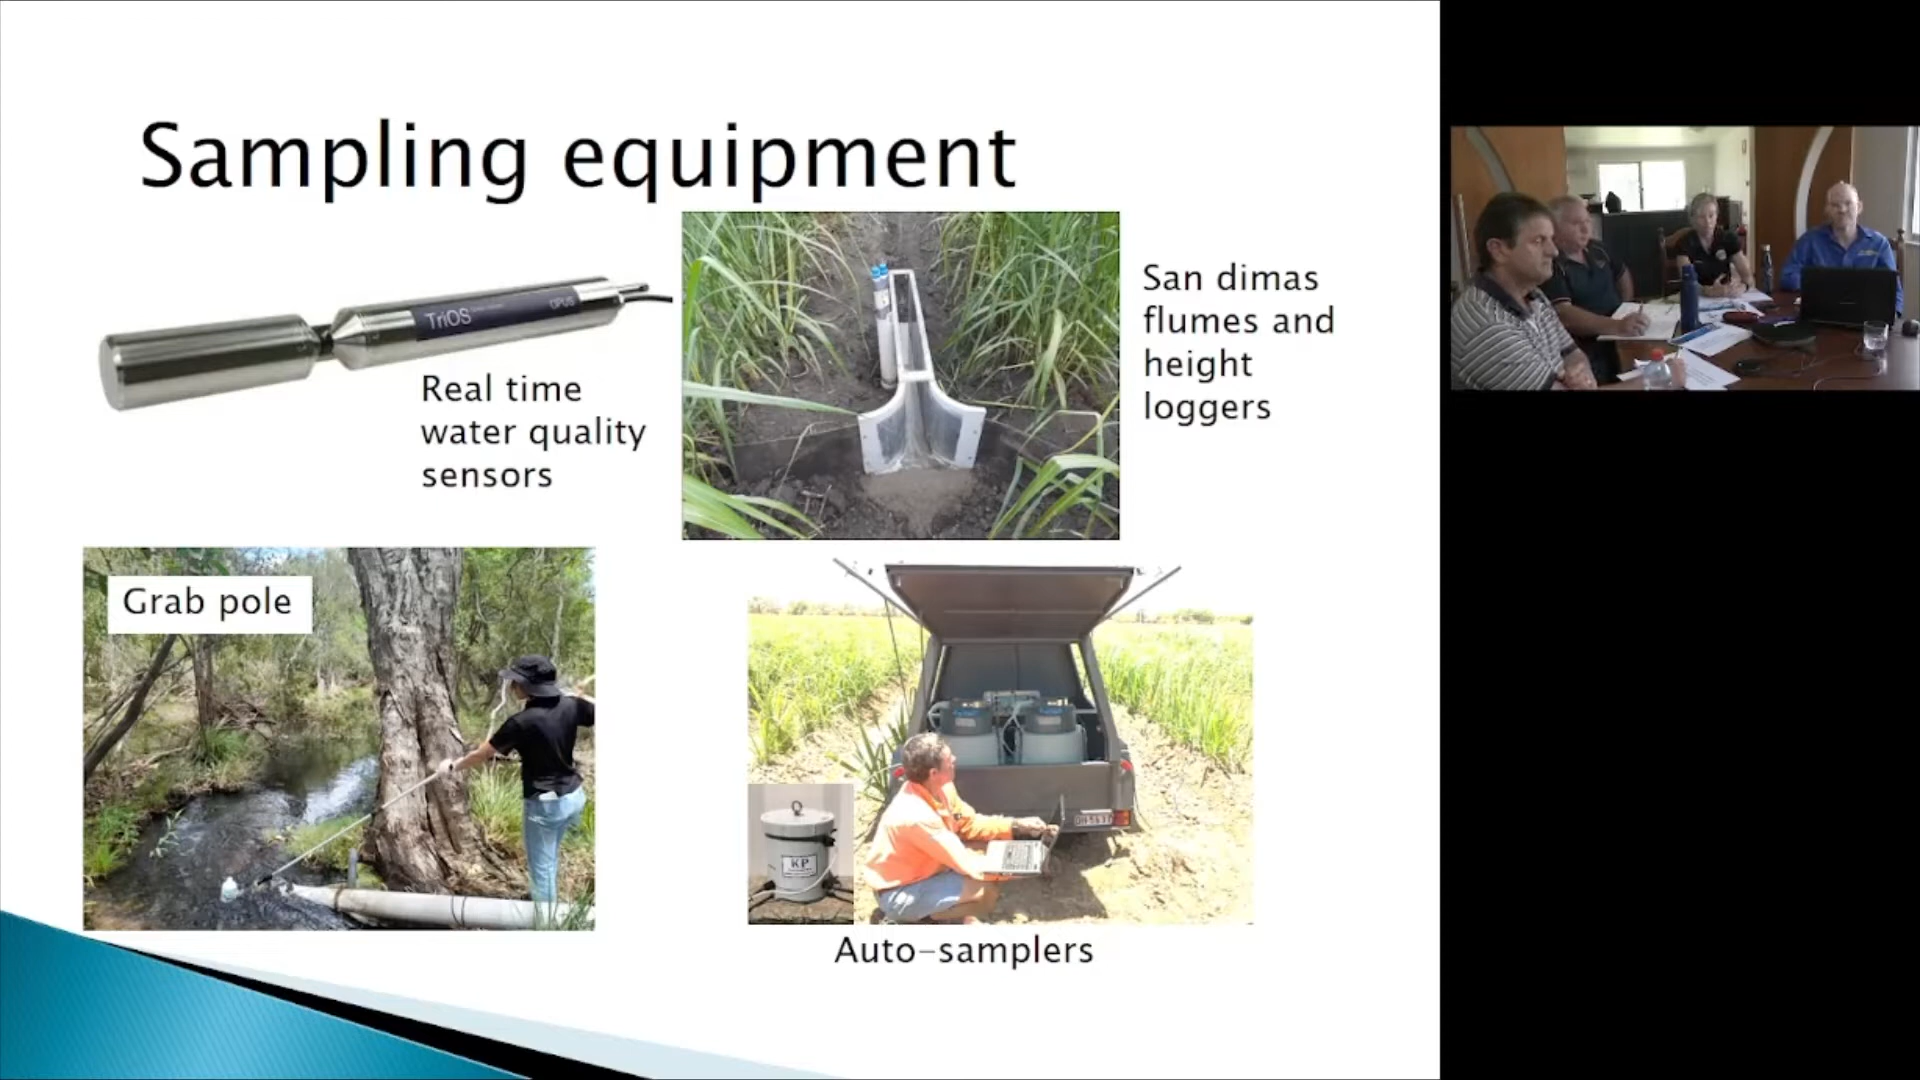 Sampling equipment
TriOS
OPUS
Real time
water quality
sensors
San dimas
flumes and
height
loggers
Grab pole
KP
Auto-samplers